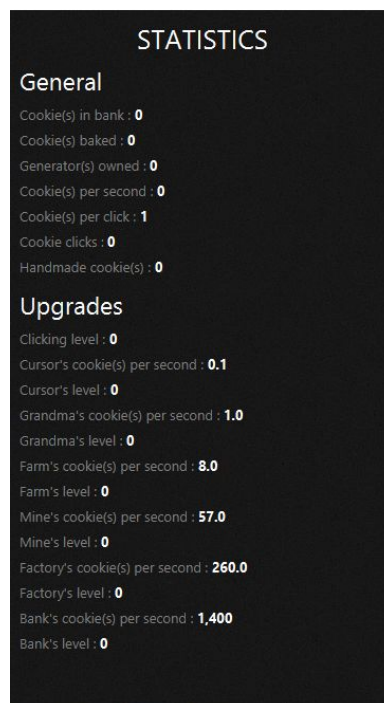 STATISTICS
General
Cookie(s) in bank : 0
Cookie(s) baked : 0
Generator(s) owned : 0
Cookie(s) per second : 0
Cookie(s) per click : 1
Cookie clicks : 0
Handmade cookie(s) : 0
Upgrades
Clicking level : 0
Cursor's cookie(s) per second : 0.1
Cursor's level : 0
Grandma's cookie(s) per second : 1.0
Grandma's level : 0
Farm's cookie(s) per second : 8.0
Farm's level : 0
Mine's cookie(s) per second : 57.0
Mine's level : 0
Factory's cookie(s) per second : 260.0
Factory's level : 0
Bank's cookie(s) per second : 1,400
Bank's level : 0